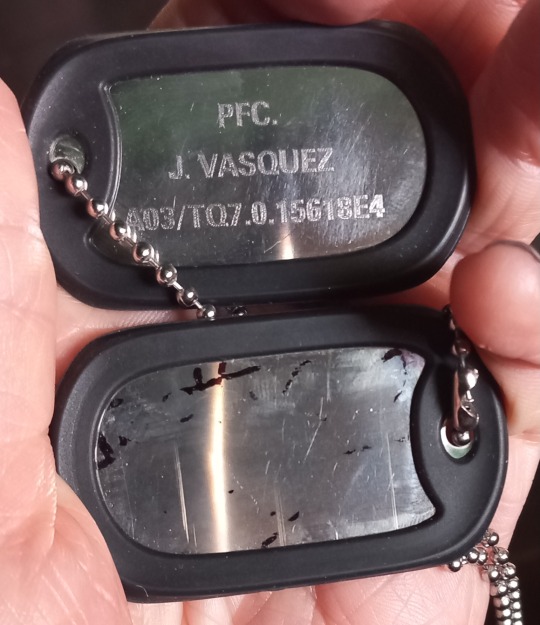 PFC.
J. VASQUEZ
A03/TQ7.0.15618E4